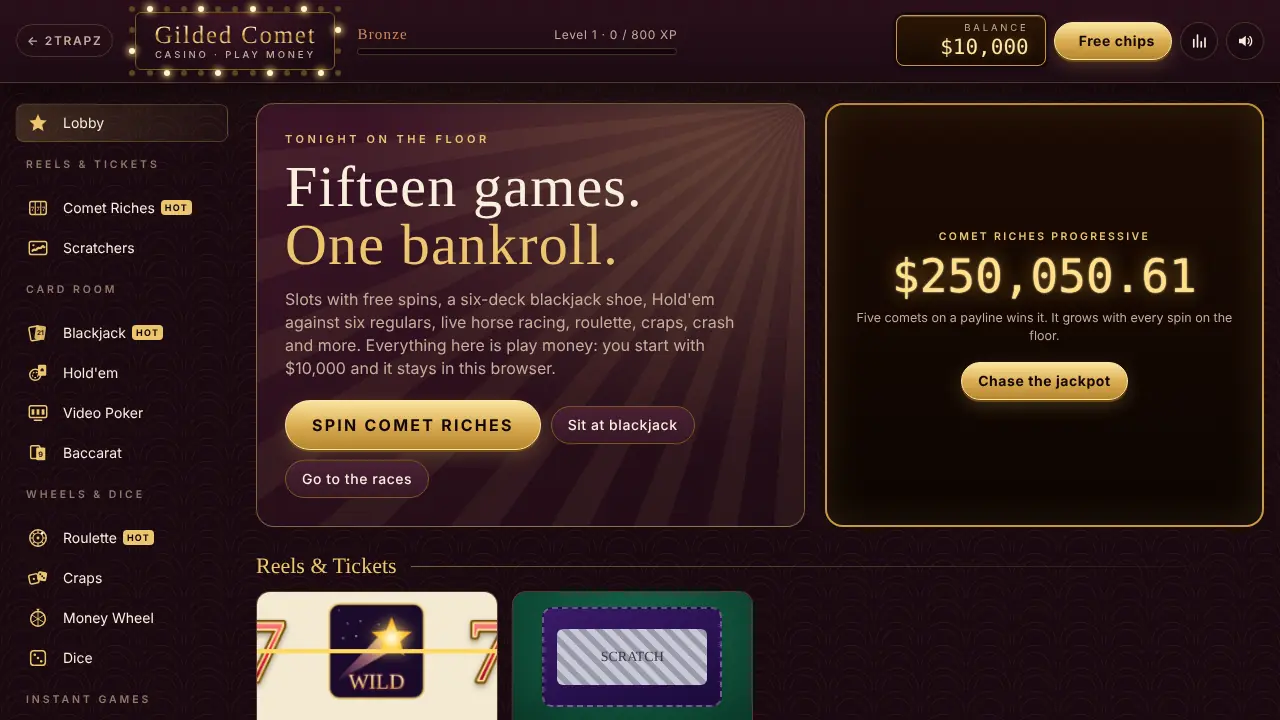 ← 2TRAPZ
Gilded Comet
CASINO · PLAY MONEY
Bronze
Level 1 · 0 / 800 XP
BALANCE
$10,000
Free chips
Lobby
REELS & TICKETS
Comet Riches HOT
Scratchers
CARD ROOM
Blackjack HOT
Hold'em
Video Poker
Baccarat
WHEELS & DICE
Roulette HOT
Craps
Money Wheel
Dice
INSTANT GAMES
TONIGHT ON THE FLOOR
Fifteen games.
One bankroll.
Slots with free spins, a six-deck blackjack shoe, Hold'em
against six regulars, live horse racing, roulette, craps, crash
and more. Everything here is play money: you start with
$10,000 and it stays in this browser.
SPIN COMET RICHES
Sit at blackjack
Go to the races
COMET RICHES PROGRESSIVE
$250,050.61
Five comets on a payline wins it. It grows with every spin on the
floor.
Chase the jackpot
Reels & Tickets
7
WILD
7
SCRATCH